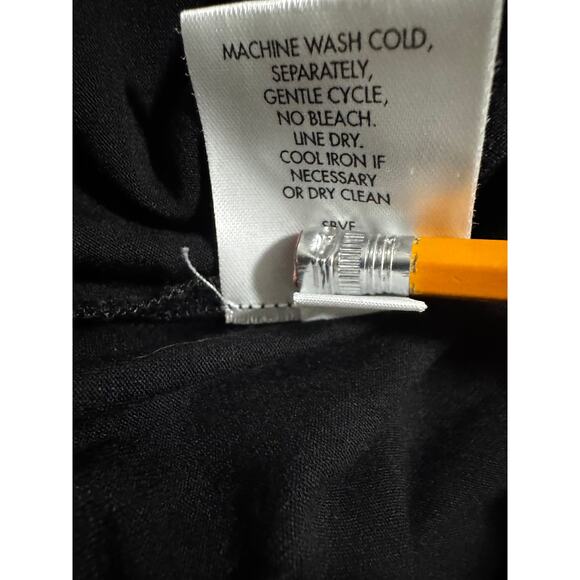 MACHINE WASH COLD,
SEPARATELY,
GENTLE CYCLE,
NO BLEACH.
LINE DRY.
COOL IRON IF
NECESSARY
OR DRY CLEAN